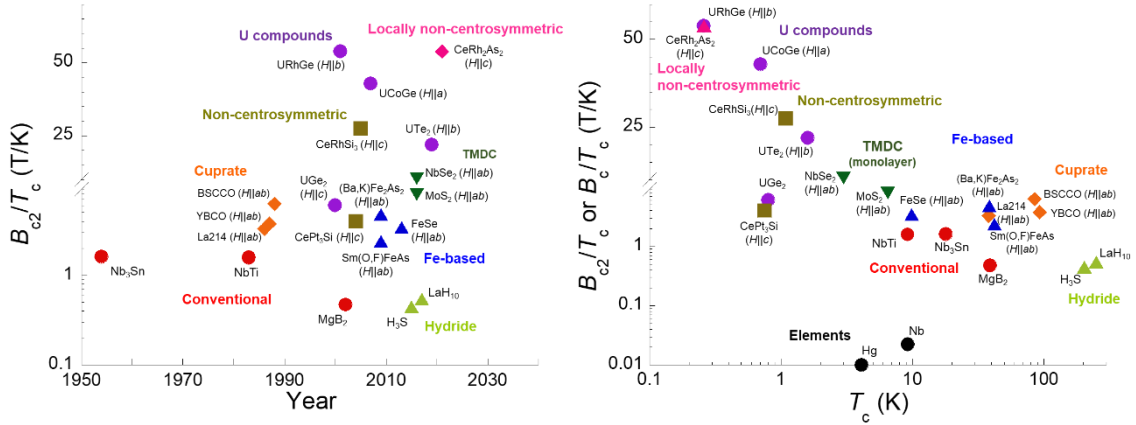 U compounds
Locally non-centrosymmetric
CeRh2As2
(H||c)
URhGe (H||b)
50
UCoGe (H||a)
Non-centrosymmetric
UTe2 (H||b)
CeRhSi3 (H||c)
25
TMDC
Cuprate
UGe2
(H||c)
(Ba,K)Fe2As2
(H||ab)
NbSe2 (H||ab)
BSCCO (H||ab)
MoS2 (H||ab)
YBCO (H||ab)
La214 (H||ab)
FeSe
(H||ab)
CePt3Si (H||c)
Sm(O,F)FeAs
(H||ab)
Fe-based
Nb3Sn
NbTi
1
Conventional
LaH10
MgB2
H3S
Hydride
0.1
1950
1970
1990
2010
2030
Year
Bc2/Tc (T/K)
URhGe (H||b)
50
CeRh2As2
(H||c)
U compounds
UCoGe (H||a)
Locally
non-centrosymmetric
CeRhSi3(H||c)
Non-centrosymmetric
25
UTe2 (H||b)
TMDC
(monolayer)
Fe-based
NbSe2
(H||ab)
Cuprate
UGe2
MoS2
(H||ab)
(Ba,K)Fe2As2
(H||ab)
BSCCO (H||ab)
FeSe (H||ab)
La214
(H||ab)
YBCO (H||ab)
CePt3Si
(H||c)
Sm(O,F)FeAs
(H||ab)
NbTi
Nb3Sn
1
Conventional
MgB2
LaH10
H3S
Hydride
0.1
Elements
Nb
Hg
0.01
0.1
1
10
100
Tc (K)
Bc2/Tc or Bc/Tc (T/K)